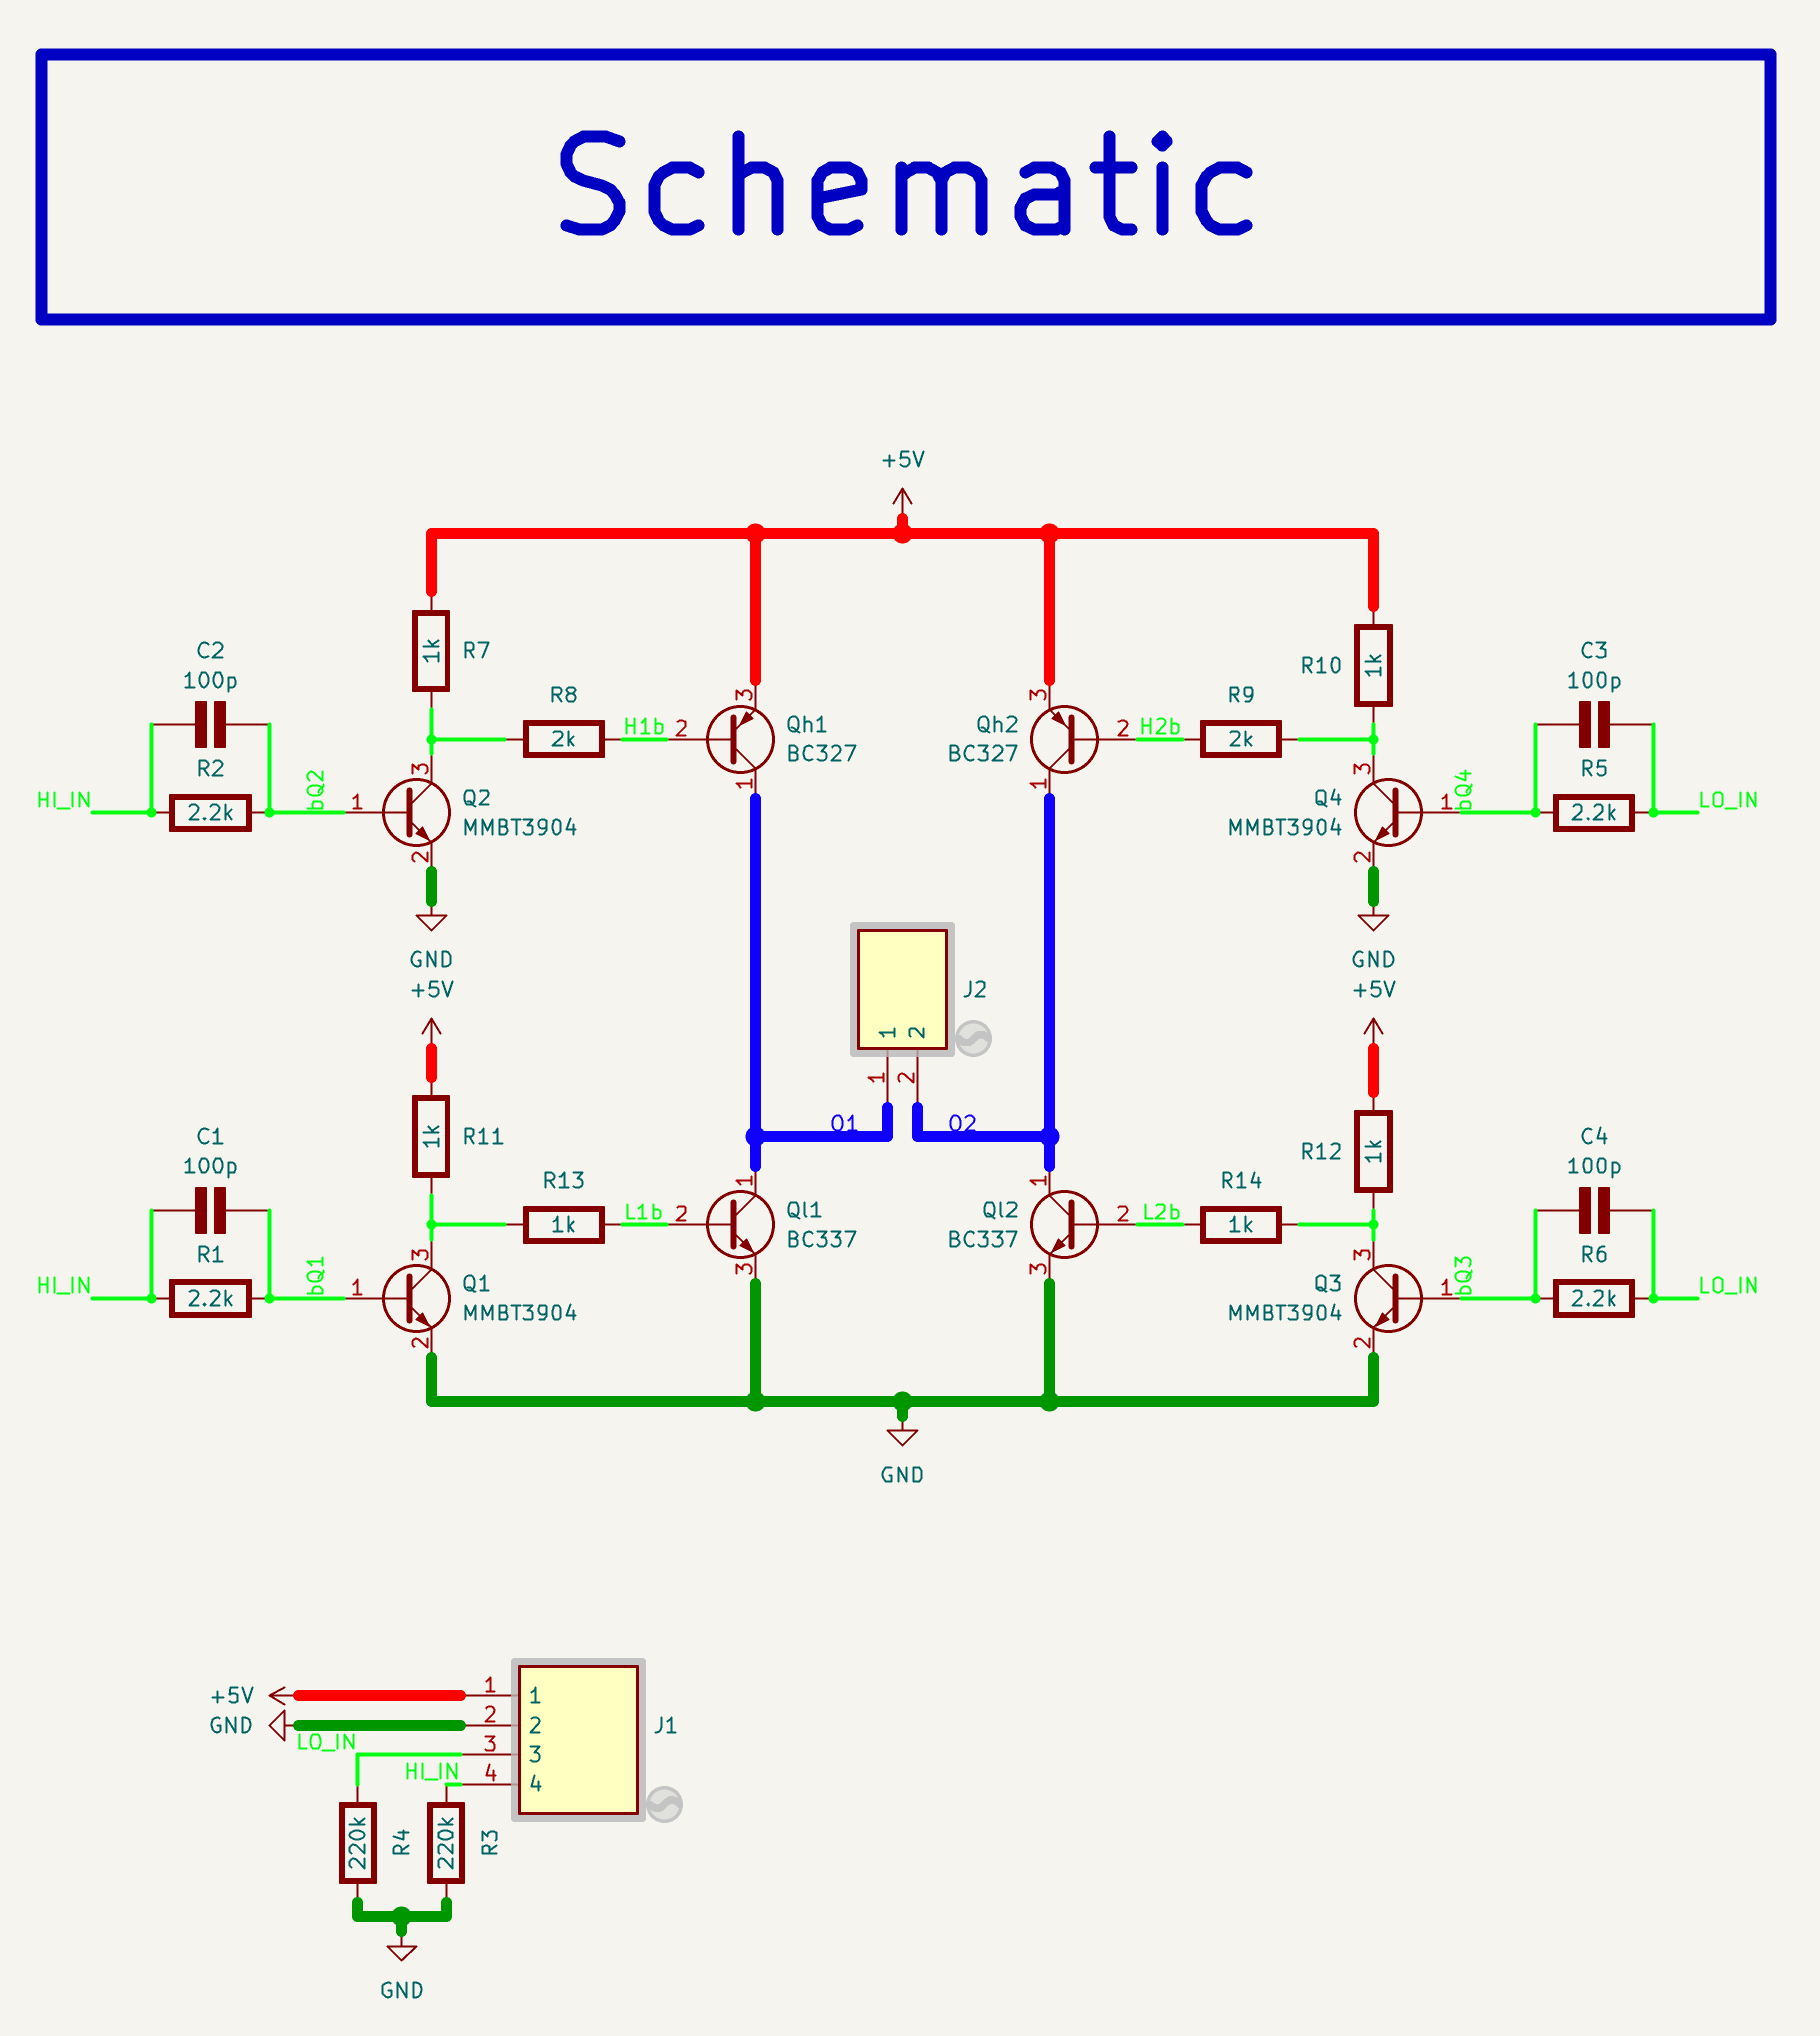 Schematic
+5V
C2
100p
R7
1k
R8
2k
H1b
2
3
1
Qh1
BC327
3
1
Qh2
BC327
2
H2b
R9
2k
R10
1k
C3
100p
R2
HI_IN
2.2k
bQ2
1
3
2
Q2
MMBT3904
Q4
MMBT3904
3
2
1
bQ4
R5
2.2k
LO_IN
GND
+5V
GND
+5V
J2
1
2
1
2
O1
O2
C1
100p
R11
1k
R13
1k
L1b
2
1
3
Ql1
BC337
1
3
Ql2
BC337
2
L2b
R14
1k
R12
1k
C4
100p
R1
HI_IN
2.2k
bQ1
1
3
2
Q1
MMBT3904
Q3
MMBT3904
3
2
1
bQ3
R6
2.2k
LO_IN
GND
+5V
1
1
GND
2
2
J1
LO_IN
3
3
HI_IN
4
4
220k
R4
220k
R3
GND